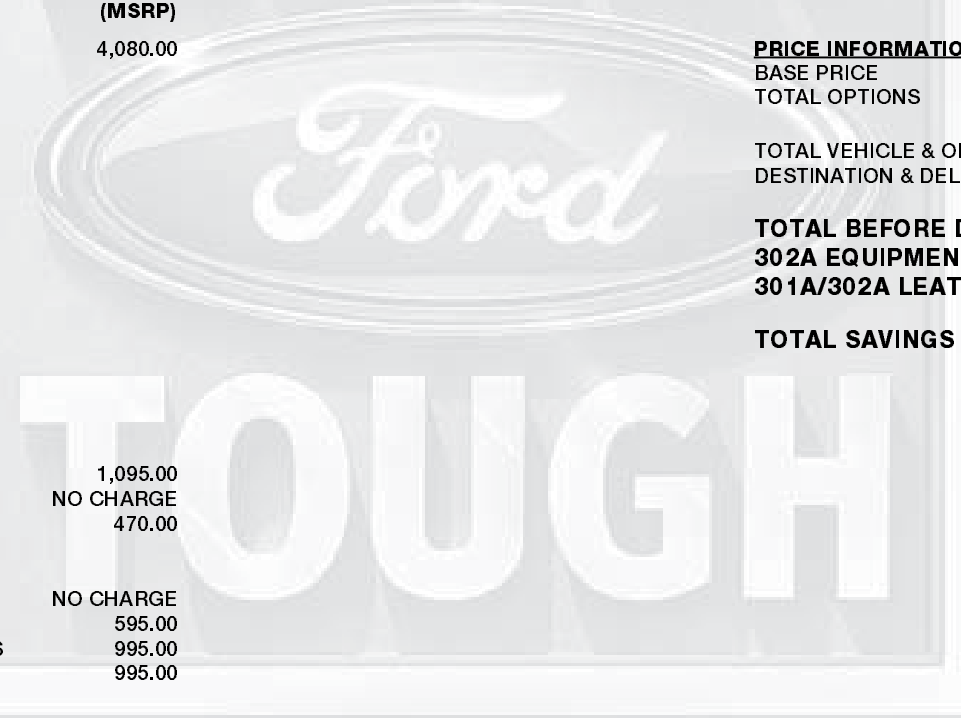 (MSRP)
4,080.00
1,095.00
NO CHARGE
470.00
NO CHARGE
595.00
995.00
995.00
Ford
TOUGH
PRICE INFORMATIO
BASE PRICE
TOTAL OPTIONS
TOTAL VEHICLE & O
DESTINATION & DEL
TOTAL BEFORE D
302A EQUIPMEN
301A/302A LEAT
TOTAL SAVINGS